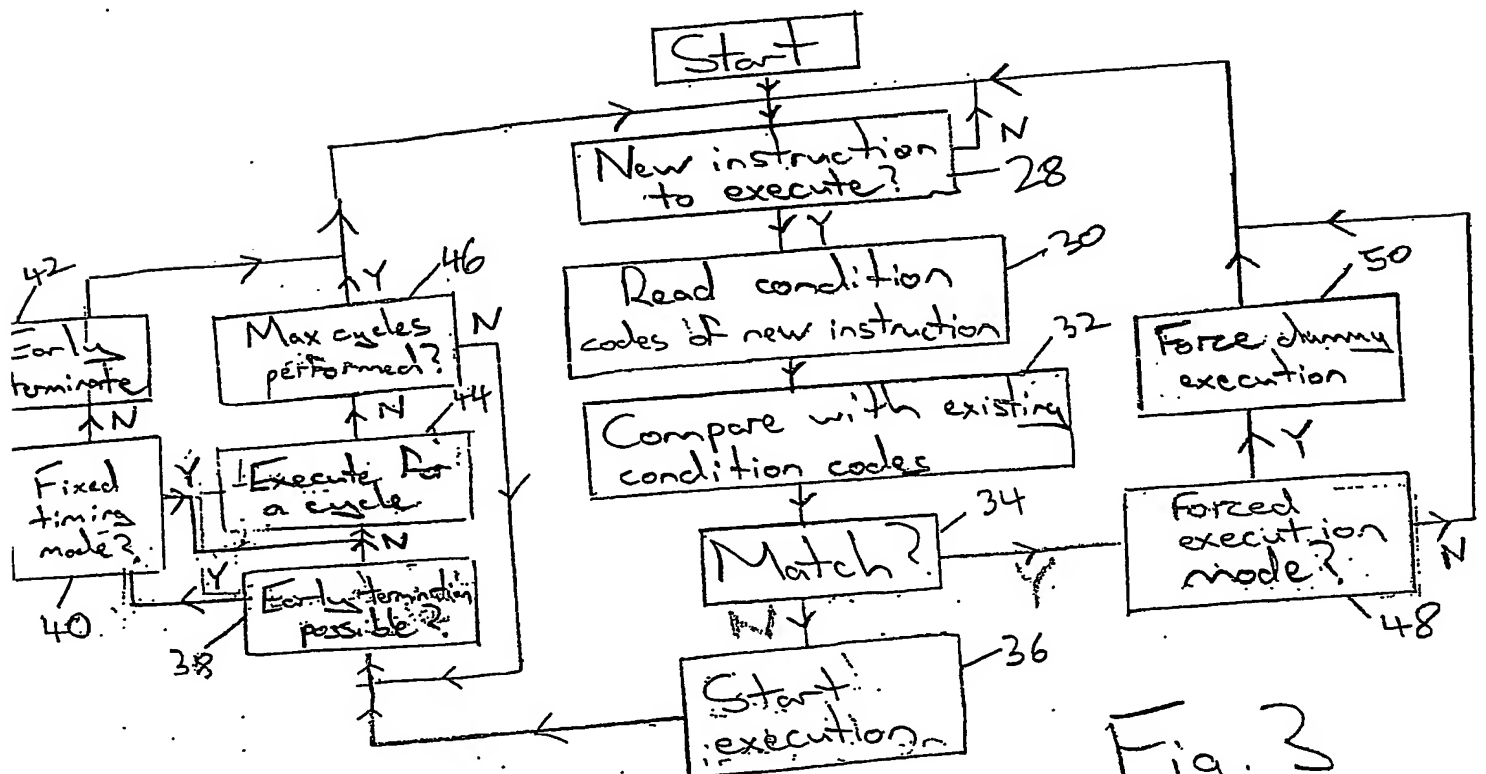 Start
N
New instruction
to execute?
28
Y
Read condition
codes of new instruction
30
Compare with existing
condition codes
32
Match?
34
Y
N
Start
execution
36
42
Early
terminate
N
Fixed
timing
mode?
40
Y
Y
Y
46
Max cycles
performed?
N
44
N
Execute for
a cycle
N
Early termination
possible?
38
50
Force dummy
execution
Y
Forced
execution
mode?
N
48
Fig. 3